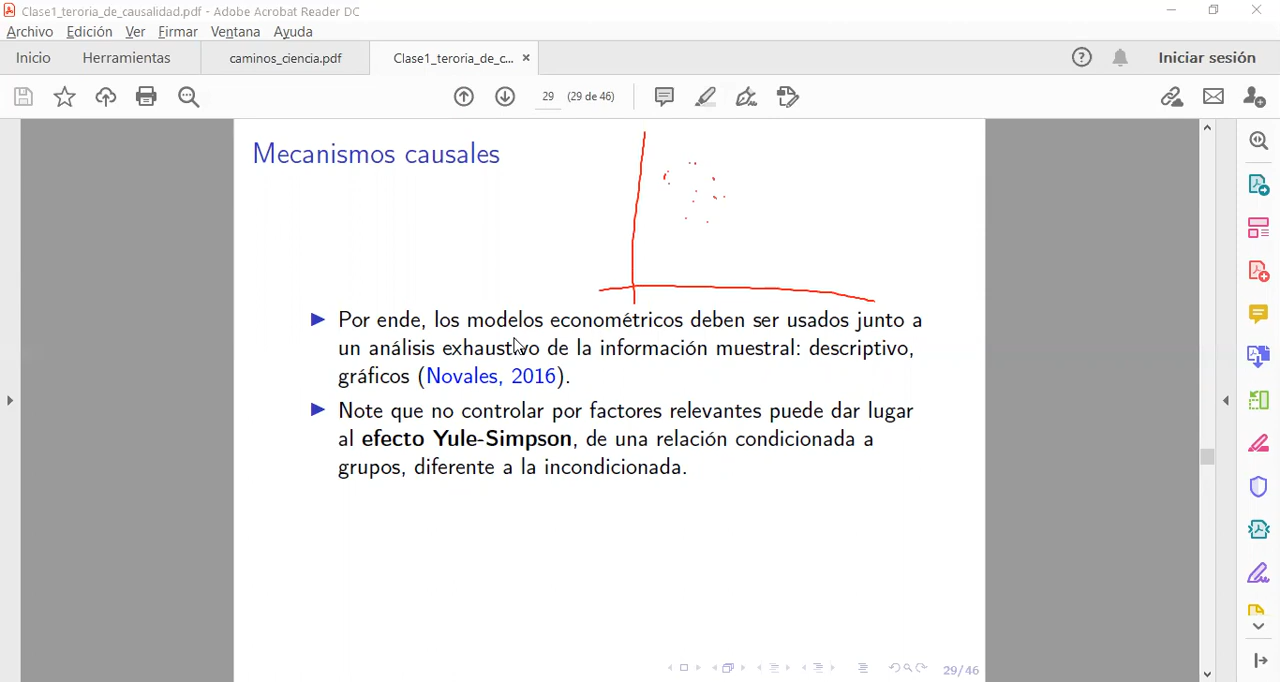 Clase1_teroria_de_causalidad.pdf - Adobe Acrobat Reader DC
Archivo Edición Ver Firmar Ventana Ayuda
Inicio Herramientas caminos_ciencia.pdf Clase1_teroria_de_c... × Iniciar sesión
29 (29 de 46)
Mecanismos causales
Por ende, los modelos econométricos deben ser usados junto a
un análisis exhaustivo de la información muestral: descriptivo,
gráficos (Novales, 2016).
Note que no controlar por factores relevantes puede dar lugar
al efecto Yule-Simpson, de una relación condicionada a
grupos, diferente a la incondicionada.
29/46